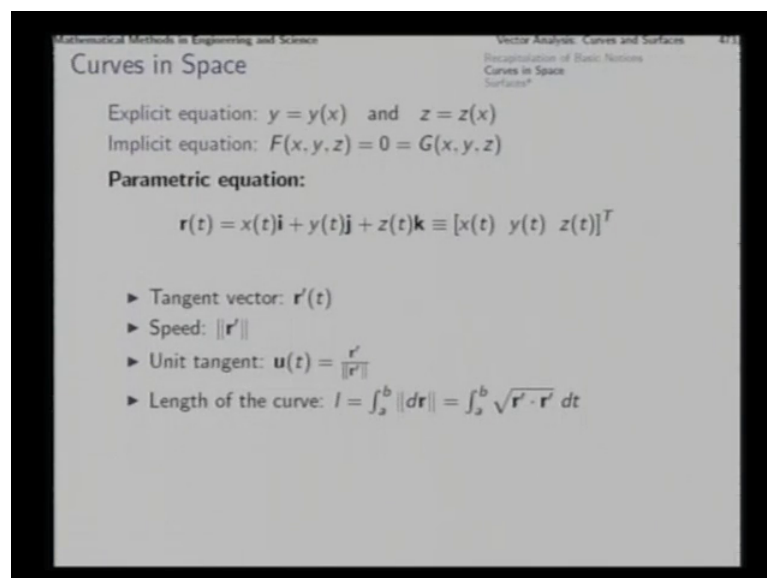 Mathematical Methods in Engineering and Science Vector Analysis: Curves and Surfaces 471,
Curves in Space
Recapitulation of Basic Notions
Curves in Space
Surfaces*
Explicit equation: y = y(x) and z = z(x)
Implicit equation: F(x, y, z) = 0 = G(x, y, z)
Parametric equation:
r(t) = x(t)i + y(t)j + z(t)k ≡ [x(t) y(t) z(t)]^T
► Tangent vector: r′(t)
► Speed: ‖r′‖
► Unit tangent: u(t) = r′/‖r′‖
► Length of the curve: l = ∫_a^b ‖dr‖ = ∫_a^b √(r′ · r′) dt